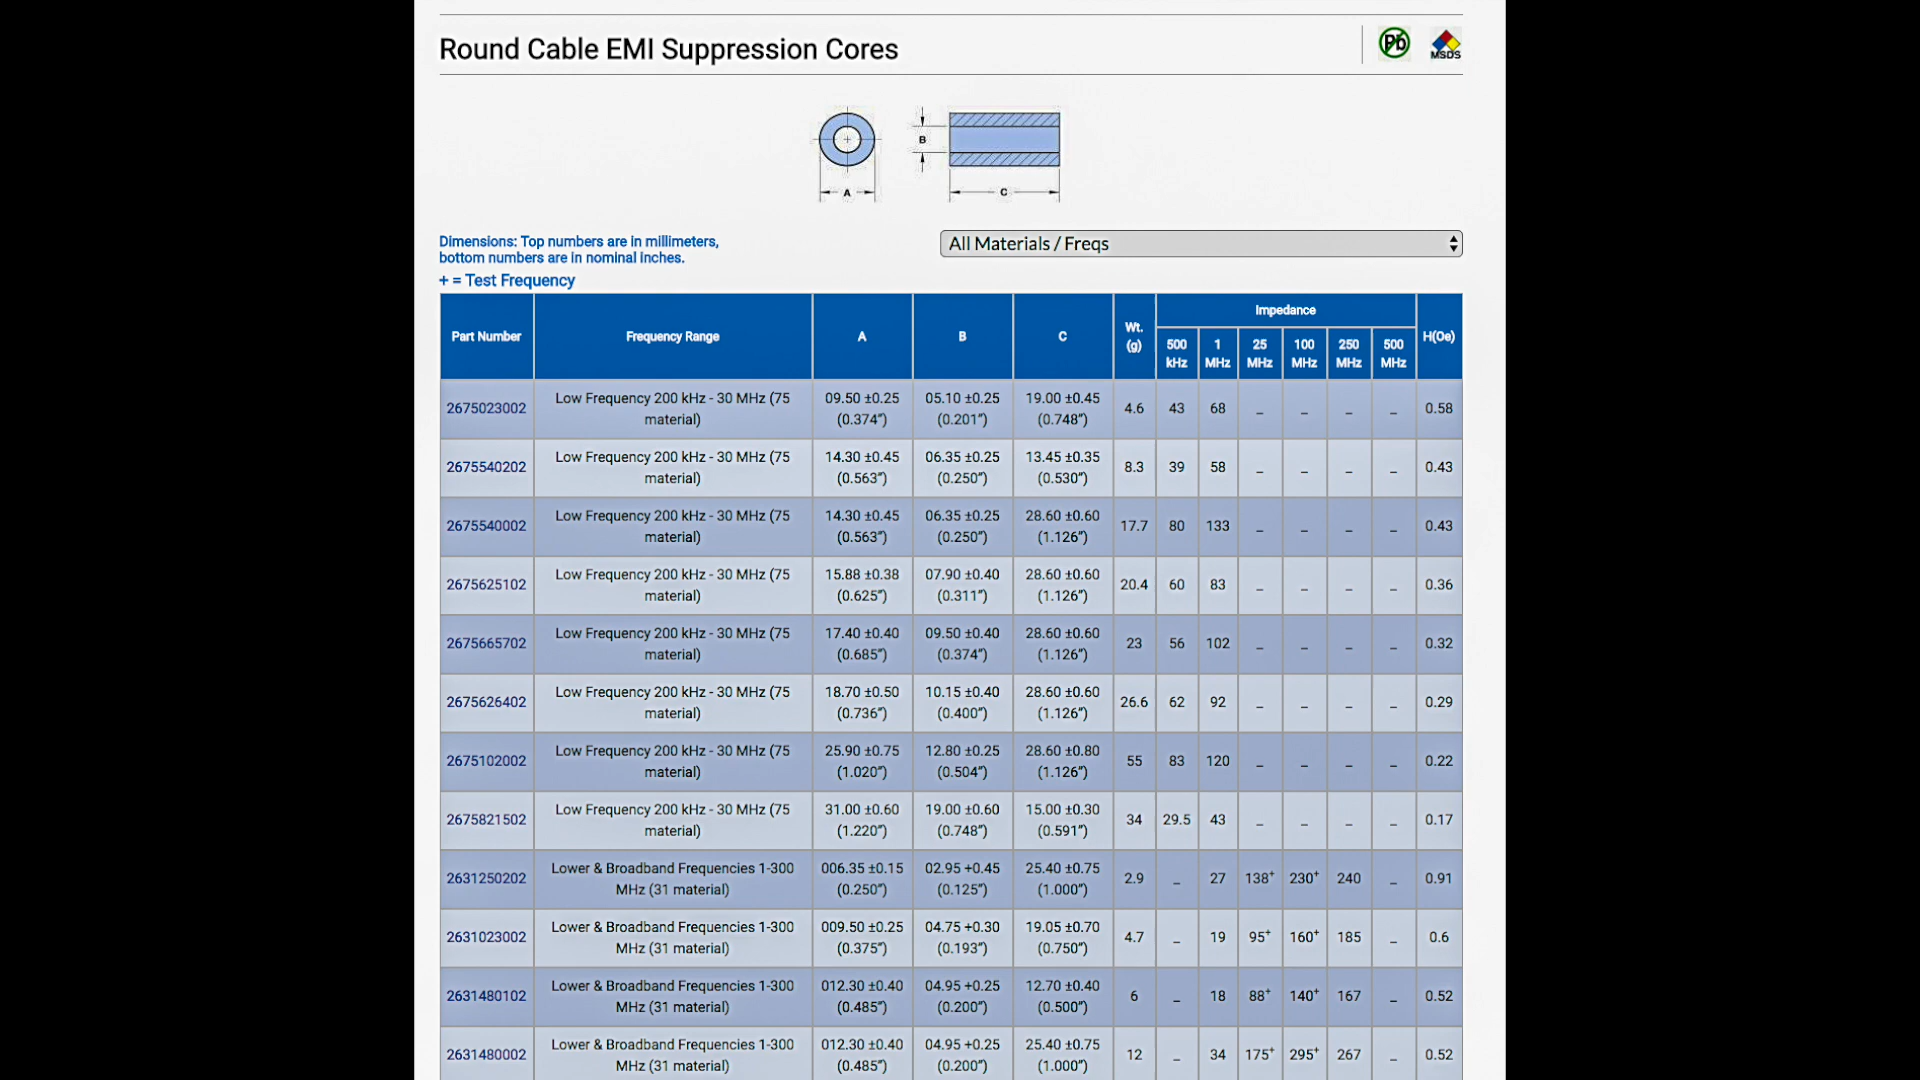 Round Cable EMI Suppression Cores
Pb
MSDS
B
A
C
Dimensions: Top numbers are in millimeters,
bottom numbers are in nominal inches.
+ = Test Frequency
All Materials / Freqs
Part Number Frequency Range A B C Wt. (g) Impedance H(Oe)
500 kHz 1 MHz 25 MHz 100 MHz 250 MHz 500 MHz
2675023002 Low Frequency 200 kHz - 30 MHz (75 material) 09.50 ±0.25 (0.374″) 05.10 ±0.25 (0.201″) 19.00 ±0.45 (0.748″) 4.6 43 68 _ _ _ _ 0.58
2675540202 Low Frequency 200 kHz - 30 MHz (75 material) 14.30 ±0.45 (0.563″) 06.35 ±0.25 (0.250″) 13.45 ±0.35 (0.530″) 8.3 39 58 _ _ _ _ 0.43
2675540002 Low Frequency 200 kHz - 30 MHz (75 material) 14.30 ±0.45 (0.563″) 06.35 ±0.25 (0.250″) 28.60 ±0.60 (1.126″) 17.7 80 133 _ _ _ _ 0.43
2675625102 Low Frequency 200 kHz - 30 MHz (75 material) 15.88 ±0.38 (0.625″) 07.90 ±0.40 (0.311″) 28.60 ±0.60 (1.126″) 20.4 60 83 _ _ _ _ 0.36
2675665702 Low Frequency 200 kHz - 30 MHz (75 material) 17.40 ±0.40 (0.685″) 09.50 ±0.40 (0.374″) 28.60 ±0.60 (1.126″) 23 56 102 _ _ _ _ 0.32
2675626402 Low Frequency 200 kHz - 30 MHz (75 material) 18.70 ±0.50 (0.736″) 10.15 ±0.40 (0.400″) 28.60 ±0.60 (1.126″) 26.6 62 92 _ _ _ _ 0.29
2675102002 Low Frequency 200 kHz - 30 MHz (75 material) 25.90 ±0.75 (1.020″) 12.80 ±0.25 (0.504″) 28.60 ±0.80 (1.126″) 55 83 120 _ _ _ _ 0.22
2675821502 Low Frequency 200 kHz - 30 MHz (75 material) 31.00 ±0.60 (1.220″) 19.00 ±0.60 (0.748″) 15.00 ±0.30 (0.591″) 34 29.5 43 _ _ _ _ 0.17
2631250202 Lower & Broadband Frequencies 1-300 MHz (31 material) 006.35 ±0.15 (0.250″) 02.95 +0.45 (0.125″) 25.40 ±0.75 (1.000″) 2.9 _ 27 138+ 230+ 240 _ 0.91
2631023002 Lower & Broadband Frequencies 1-300 MHz (31 material) 009.50 ±0.25 (0.375″) 04.75 +0.30 (0.193″) 19.05 ±0.70 (0.750″) 4.7 _ 19 95+ 160+ 185 _ 0.6
2631480102 Lower & Broadband Frequencies 1-300 MHz (31 material) 012.30 ±0.40 (0.485″) 04.95 +0.25 (0.200″) 12.70 ±0.40 (0.500″) 6 _ 18 88+ 140+ 167 _ 0.52
2631480002 Lower & Broadband Frequencies 1-300 MHz (31 material) 012.30 ±0.40 (0.485″) 04.95 +0.25 (0.200″) 25.40 ±0.75 (1.000″) 12 _ 34 175+ 295+ 267 _ 0.52